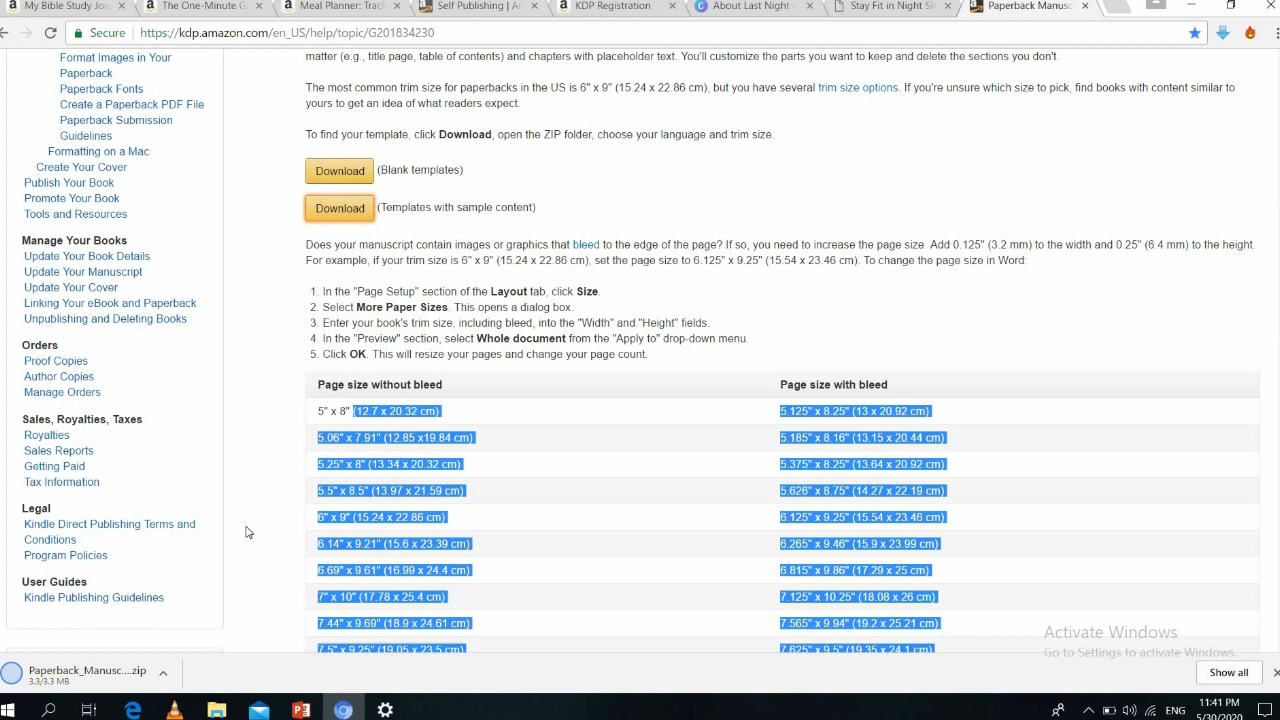 My Bible Study Jou
The One-Minute G
Meal Planner: Track
Self Publishing | A
KDP Registration
About Last Night -
Stay Fit in Night Sh
Paperback Manus
Secure https://kdp.amazon.com/en_US/help/topic/G201834230
Format Images in Your
Paperback
Paperback Fonts
Create a Paperback PDF File
Paperback Submission
Guidelines
Formatting on a Mac
Create Your Cover
Publish Your Book
Promote Your Book
Tools and Resources
Manage Your Books
Update Your Book Details
Update Your Manuscript
Update Your Cover
Linking Your eBook and Paperback
Unpublishing and Deleting Books
Orders
Proof Copies
Author Copies
Manage Orders
Sales, Royalties, Taxes
Royalties
Sales Reports
Getting Paid
Tax Information
Legal
Kindle Direct Publishing Terms and
Conditions
Program Policies
User Guides
Kindle Publishing Guidelines
matter (e.g., title page, table of contents) and chapters with placeholder text. You'll customize the parts you want to keep and delete the sections you don't.
The most common trim size for paperbacks in the US is 6" x 9" (15.24 x 22.86 cm), but you have several trim size options. If you're unsure which size to pick, find books with content similar to
yours to get an idea of what readers expect.
To find your template, click Download, open the ZIP folder, choose your language and trim size.
Download (Blank templates)
Download (Templates with sample content)
Does your manuscript contain images or graphics that bleed to the edge of the page? If so, you need to increase the page size. Add 0.125" (3.2 mm) to the width and 0.25" (6.4 mm) to the height.
For example, if your trim size is 6" x 9" (15.24 x 22.86 cm), set the page size to 6.125" x 9.25" (15.54 x 23.46 cm). To change the page size in Word:
1. In the "Page Setup" section of the Layout tab, click Size.
2. Select More Paper Sizes. This opens a dialog box.
3. Enter your book's trim size, including bleed, into the "Width" and "Height" fields.
4. In the "Preview" section, select Whole document from the "Apply to" drop-down menu.
5. Click OK. This will resize your pages and change your page count.
Page size without bleed Page size with bleed
5" x 8" (12.7 x 20.32 cm) 5.125" x 8.25" (13 x 20.92 cm)
5.06" x 7.91" (12.85 x19.84 cm) 5.185" x 8.16" (13.15 x 20.44 cm)
5.25" x 8" (13.34 x 20.32 cm) 5.375" x 8.25" (13.64 x 20.92 cm)
5.5" x 8.5" (13.97 x 21.59 cm) 5.626" x 8.75" (14.27 x 22.19 cm)
6" x 9" (15.24 x 22.86 cm) 6.125" x 9.25" (15.54 x 23.46 cm)
6.14" x 9.21" (15.6 x 23.39 cm) 6.265" x 9.46" (15.9 x 23.99 cm)
6.69" x 9.61" (16.99 x 24.4 cm) 6.815" x 9.86" (17.29 x 25 cm)
7" x 10" (17.78 x 25.4 cm) 7.125" x 10.25" (18.08 x 26 cm)
7.44" x 9.69" (18.9 x 24.61 cm) 7.565" x 9.94" (19.2 x 25.21 cm)
7.5" x 9.25" (19.05 x 23.5 cm) 7.625" x 9.5" (19.35 x 24.1 cm)
Activate Windows
Go to Settings to activate Windows.
Paperback_Manusc....zip
3.3/3.3 MB
Show all
ENG
11:41 PM
5/30/2020